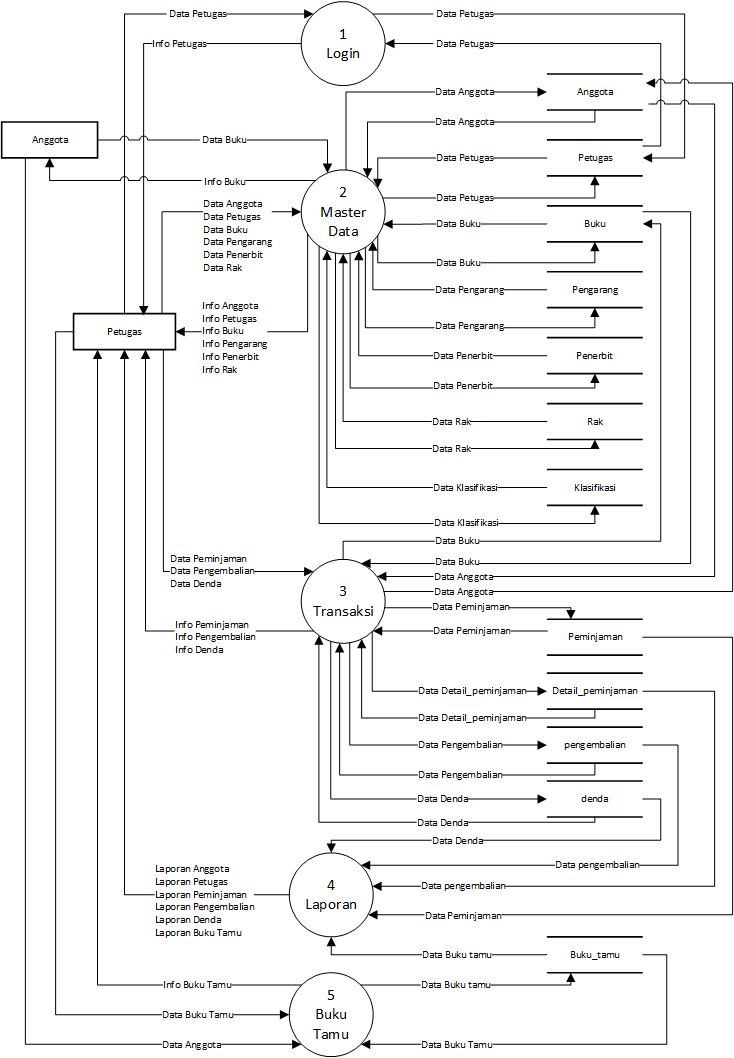 Data Petugas
Data Petugas
1
Login
Info Petugas
Data Petugas
Data Anggota
Anggota
Data Anggota
Anggota
Data Buku
Data Petugas
Petugas
Info Buku
2
Master
Data
Data Petugas
Data Anggota
Data Petugas
Data Buku
Data Pengarang
Data Penerbit
Data Rak
Data Buku
Buku
Data Buku
Data Pengarang
Pengarang
Info Anggota
Info Petugas
Info Buku
Info Pengarang
Info Penerbit
Info Rak
Petugas
Data Pengarang
Data Penerbit
Penerbit
Data Penerbit
Data Rak
Rak
Data Rak
Data Klasifikasi
Klasifikasi
Data Klasifikasi
Data Buku
Data Peminjaman
Data Pengembalian
Data Denda
Data Buku
Data Anggota
Data Anggota
3
Transaksi
Data Peminjaman
Info Peminjaman
Info Pengembalian
Info Denda
Data Peminjaman
Peminjaman
Data Detail_peminjaman
Detail_peminjaman
Data Detail_peminjaman
Data Pengembalian
pengembalian
Data Pengembalian
Data Denda
denda
Data Denda
Data Denda
Data pengembalian
Laporan Anggota
Laporan Petugas
Laporan Peminjaman
Laporan Pengembalian
Laporan Denda
Laporan Buku Tamu
4
Laporan
Data pengembalian
Data Peminjaman
Data Buku tamu
Buku_tamu
Info Buku Tamu
Data Buku tamu
5
Buku
Tamu
Data Buku Tamu
Data Anggota
Data Buku Tamu